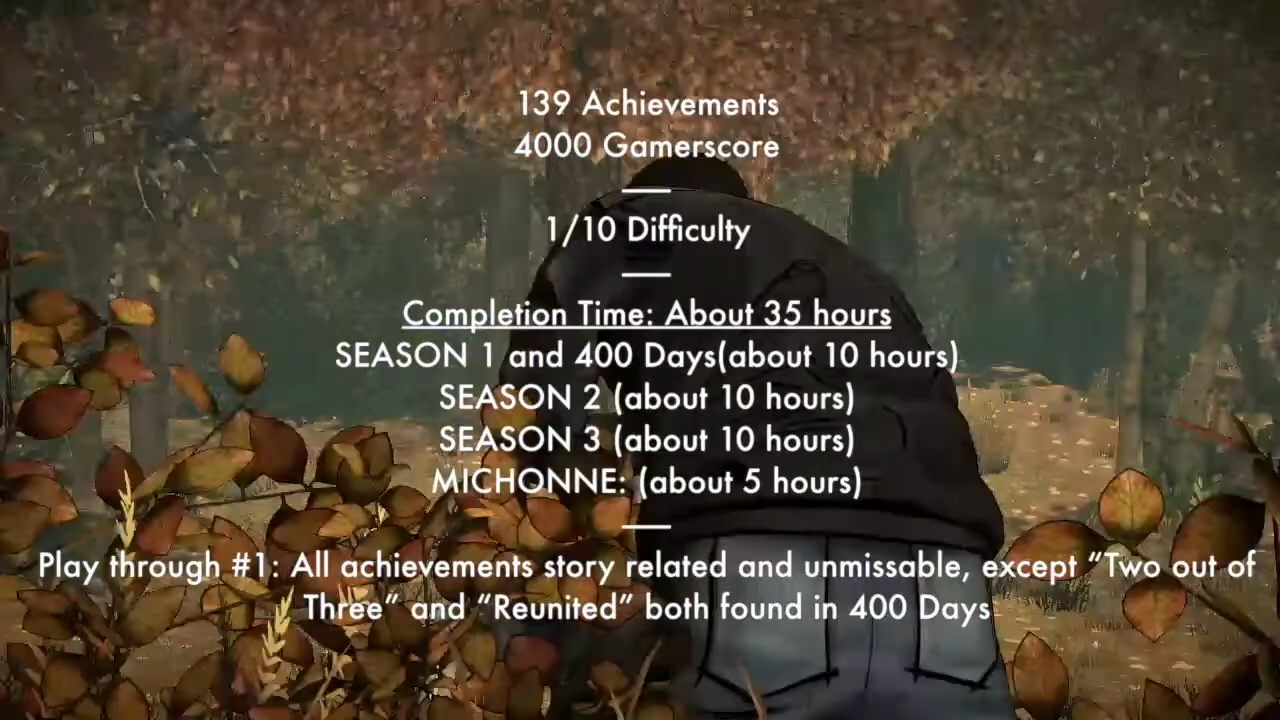 139 Achievements
4000 Gamerscore
1/10 Difficulty
Completion Time: About 35 hours
SEASON 1 and 400 Days(about 10 hours)
SEASON 2 (about 10 hours)
SEASON 3 (about 10 hours)
MICHONNE: (about 5 hours)
Play through #1: All achievements story related and unmissable, except “Two out of
Three” and “Reunited” both found in 400 Days